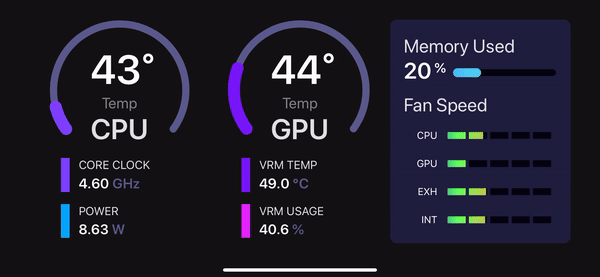 43°
Temp
CPU
CORE CLOCK
4.60 GHz
POWER
8.63 W
44°
Temp
GPU
VRM TEMP
49.0 °C
VRM USAGE
40.6 %
Memory Used
20 %
Fan Speed
CPU
GPU
EXH
INT